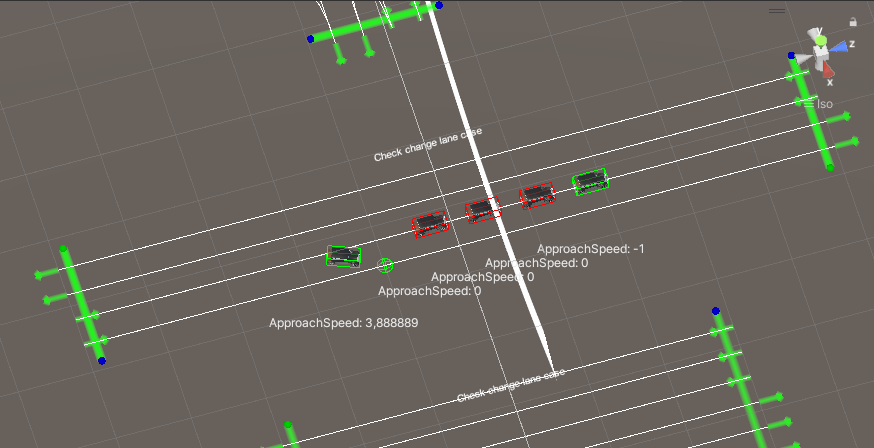 y
z
x
Iso
Check change lane case
ApproachSpeed: -1
ApproachSpeed: 0
ApproachSpeed: 0
ApproachSpeed: 0
ApproachSpeed: 3,888889
Check change lane case